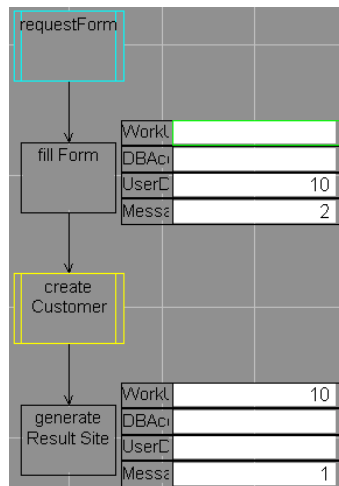 requestForm
fill Form
WorkU
DBAc
UserD
10
Messa
2
create
Customer
generate
Result Site
WorkU
10
DBAc
UserD
Messa
1